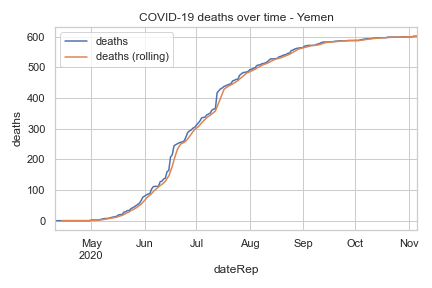 COVID-19 deaths over time - Yemen
deaths
deaths (rolling)
600
500
400
300
200
100
0
deaths
May Jun Jul Aug Sep Oct Nov
2020
dateRep